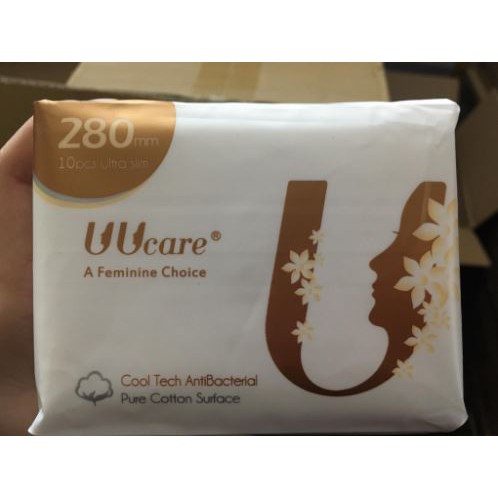 280mm
10pcs Ultra slim
UUcare®
A Feminine Choice
Cool Tech AntiBacterial
Pure Cotton Surface